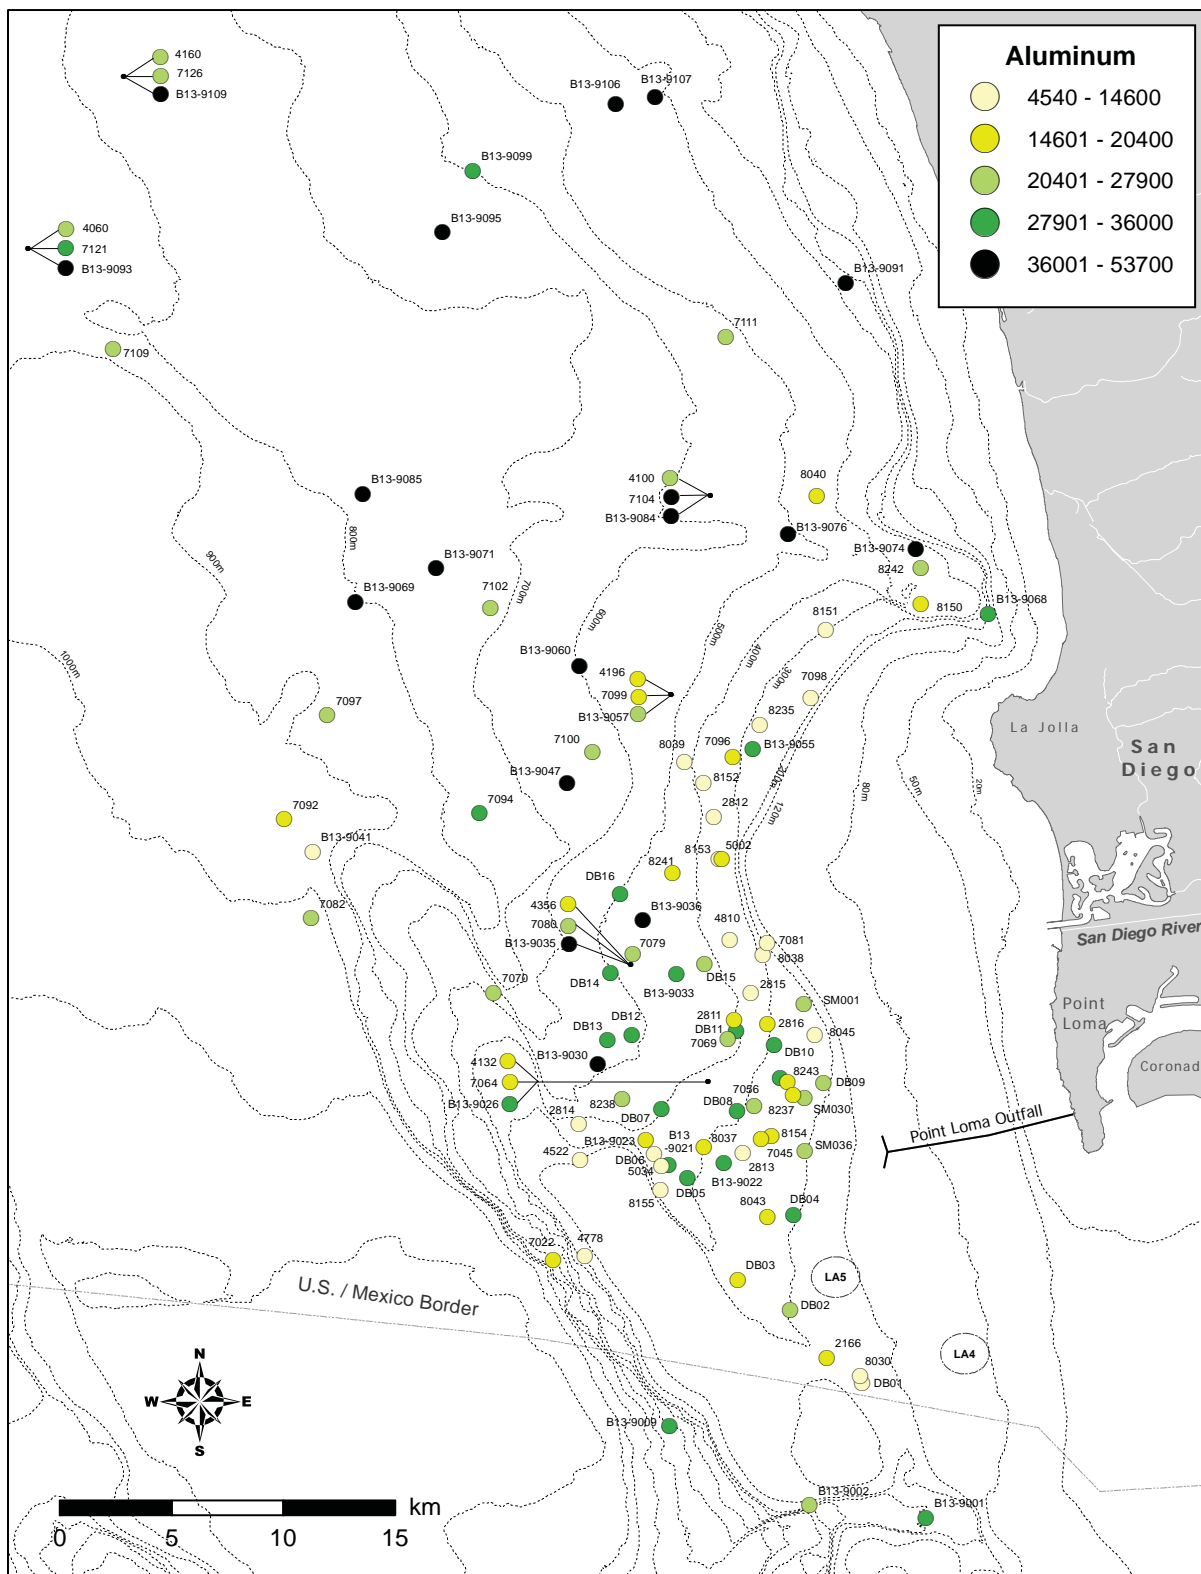 Aluminum
4540 - 14600
14601 - 20400
20401 - 27900
27901 - 36000
36001 - 53700
4160
7126
B13-9109
B13-9106
B13-9107
B13-9099
B13-9095
4060
7121
B13-9093
B13-9091
7109
7111
B13-9085
4100
7104
B13-9084
8040
B13-9076
B13-9074
8242
8150
B13-9068
800m
900m
B13-9071
B13-9069
7102
700m
600m
500m
400m
300m
200m
120m
80m
50m
20m
1000m
8151
B13-9060
4196
7099
B13-9057
7098
8235
7097
7100
8039
7096
B13-9055
B13-9047
8152
7094
2812
7092
B13-9041
8153
5002
8241
DB16
7082
4356
7080
B13-9035
B13-9036
4810
7081
8038
7079
DB14
B13-9033
DB15
2815
7070
SM001
DB13
DB12
2811
DB11
7069
2816
8045
DB10
B13-9030
4132
7064
B13-9026
8243
DB09
7056
8238
DB07
DB08
8237
SM030
2814
B13-9023
B13
-9021
8037
8154
7045
SM036
4522
DB06
5034
2813
B13-9022
DB05
8155
8043
DB04
7022
4778
DB03
DB02
LA5
LA4
2166
8030
DB01
B13-9009
B13-9002
B13-9001
La Jolla
San
Diego
San Diego River
Point
Loma
Coronad
Point Loma Outfall
U.S. / Mexico Border
N
W
E
S
km
0
5
10
15